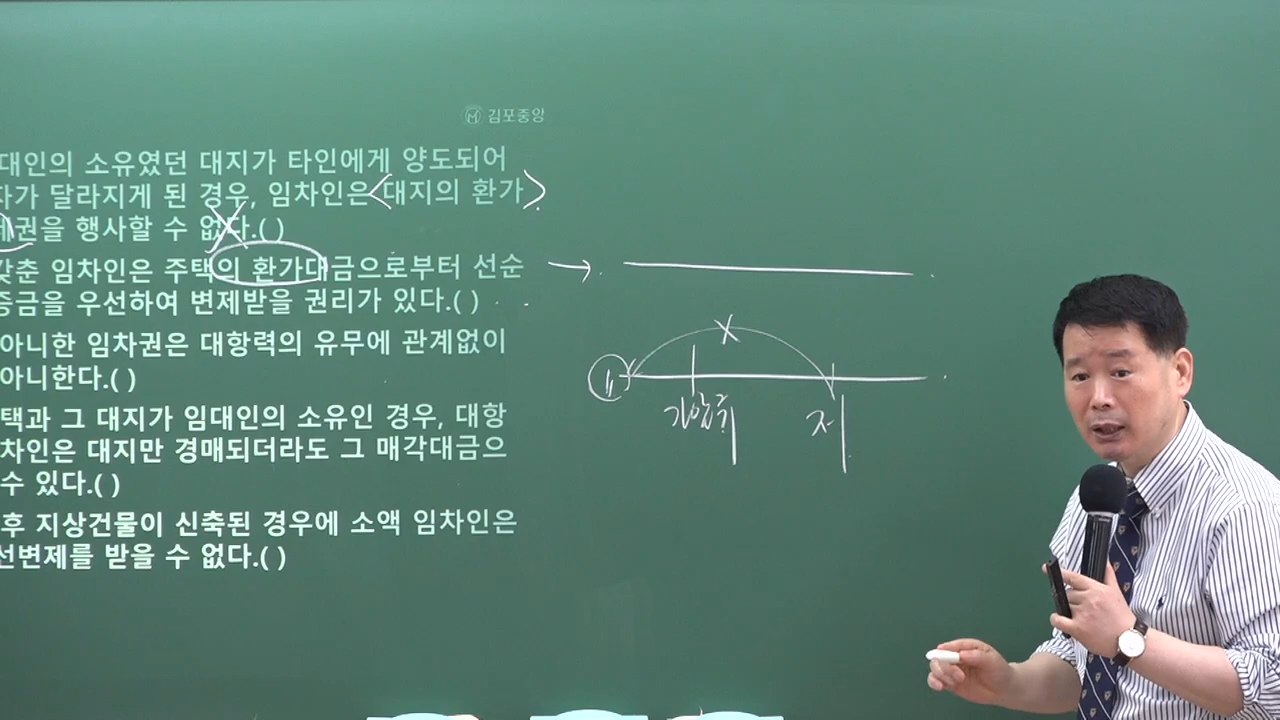 김포중앙
대인의 소유였던 대지가 타인에게 양도되어
자가 달라지게 된 경우, 임차인은 <대지의 환가>
제권을 행사할 수 없다.( )
갖춘 임차인은 주택의 환가대금으로부터 선순
증금을 우선하여 변제받을 권리가 있다.( )
아니한 임차권은 대항력의 유무에 관계없이
아니한다.( )
택과 그 대지가 임대인의 소유인 경우, 대항
차인은 대지만 경매되더라도 그 매각대금으
수 있다.( )
후 지상건물이 신축된 경우에 소액 임차인은
선변제를 받을 수 없다.( )
X
저